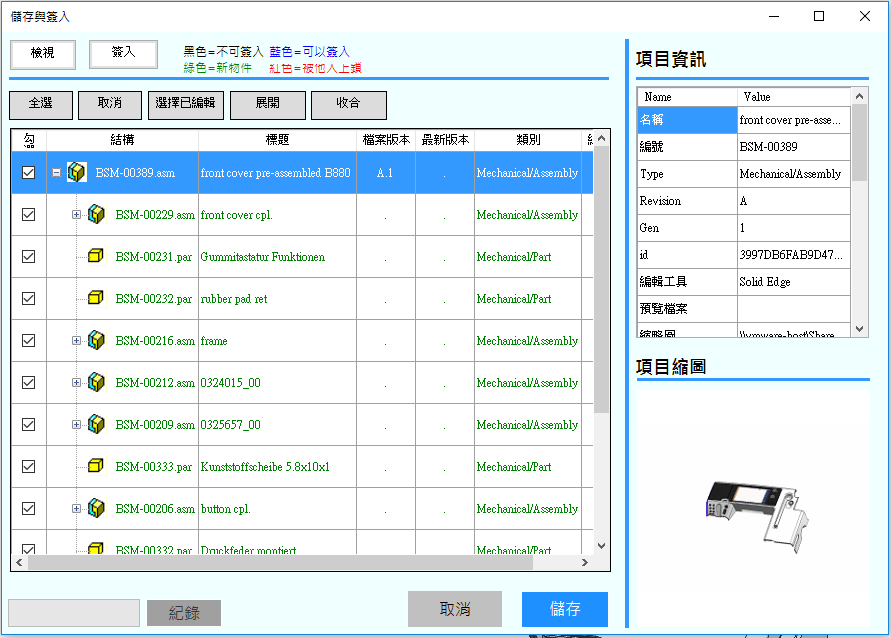 儲存與簽入
檢視 簽入 黑色=不可簽入 藍色=可以簽入
綠色=新物件 紅色=被他人上鎖
全選 取消 選擇已編輯 展開 收合
勾 結構 標題 檔案版本 最新版本 類別
BSM-00389.asm front cover pre-assembled B880 A.1 . Mechanical/Assembly
BSM-00229.asm front cover cpl. . . Mechanical/Assembly
BSM-00231.par Gummitastatur Funktionen . . Mechanical/Part
BSM-00232.par rubber pad ret . . Mechanical/Part
BSM-00216.asm frame . . Mechanical/Assembly
BSM-00212.asm 0324015_00 . . Mechanical/Assembly
BSM-00209.asm 0325657_00 . . Mechanical/Assembly
BSM-00333.par Kunststoffscheibe 5.8x10x1 . . Mechanical/Part
BSM-00206.asm button cpl. . . Mechanical/Assembly
BSM-00332.par Druckfeder montiert Mechanical/Part
紀錄 取消 儲存
項目資訊
Name Value
名稱 front cover pre-asse...
編號 BSM-00389
Type Mechanical/Assembly
Revision A
Gen 1
id 3997DB6FAB9D47...
編輯工具 Solid Edge
預覽檔案
縮略圖 \\vmware-host\Share
項目縮圖